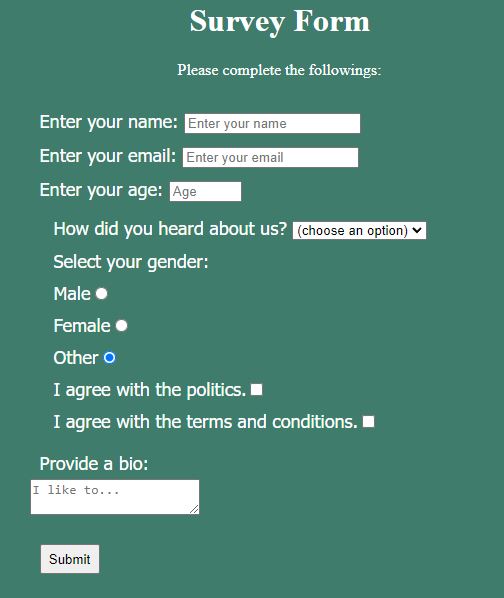 Survey Form
Please complete the followings:
Enter your name: Enter your name
Enter your email: Enter your email
Enter your age: Age
How did you heard about us? (choose an option)
Select your gender:
Male
Female
Other
I agree with the politics.
I agree with the terms and conditions.
Provide a bio:
I like to...
Submit